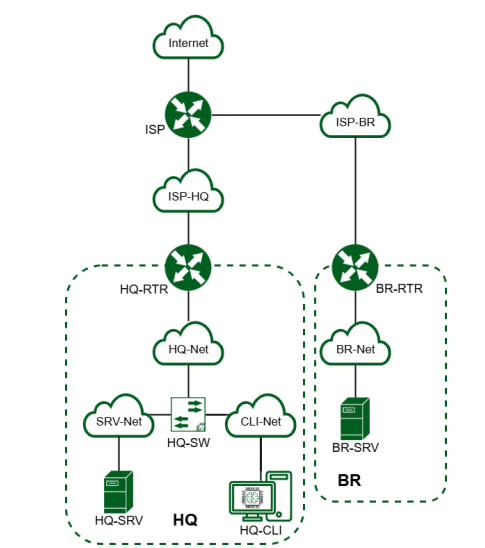 Internet
ISP
ISP-BR
ISP-HQ
HQ-RTR
BR-RTR
HQ-Net
BR-Net
SRV-Net
CLI-Net
HQ-SW
BR-SRV
BR
HQ-SRV
HQ
HQ-CLI